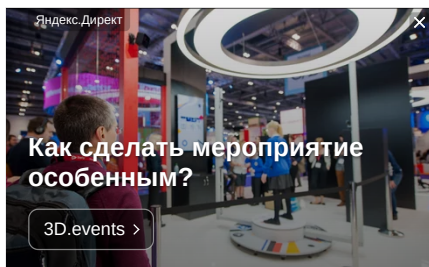 Яндекс.Директ
Как сделать мероприятие
особенным?
3D.events